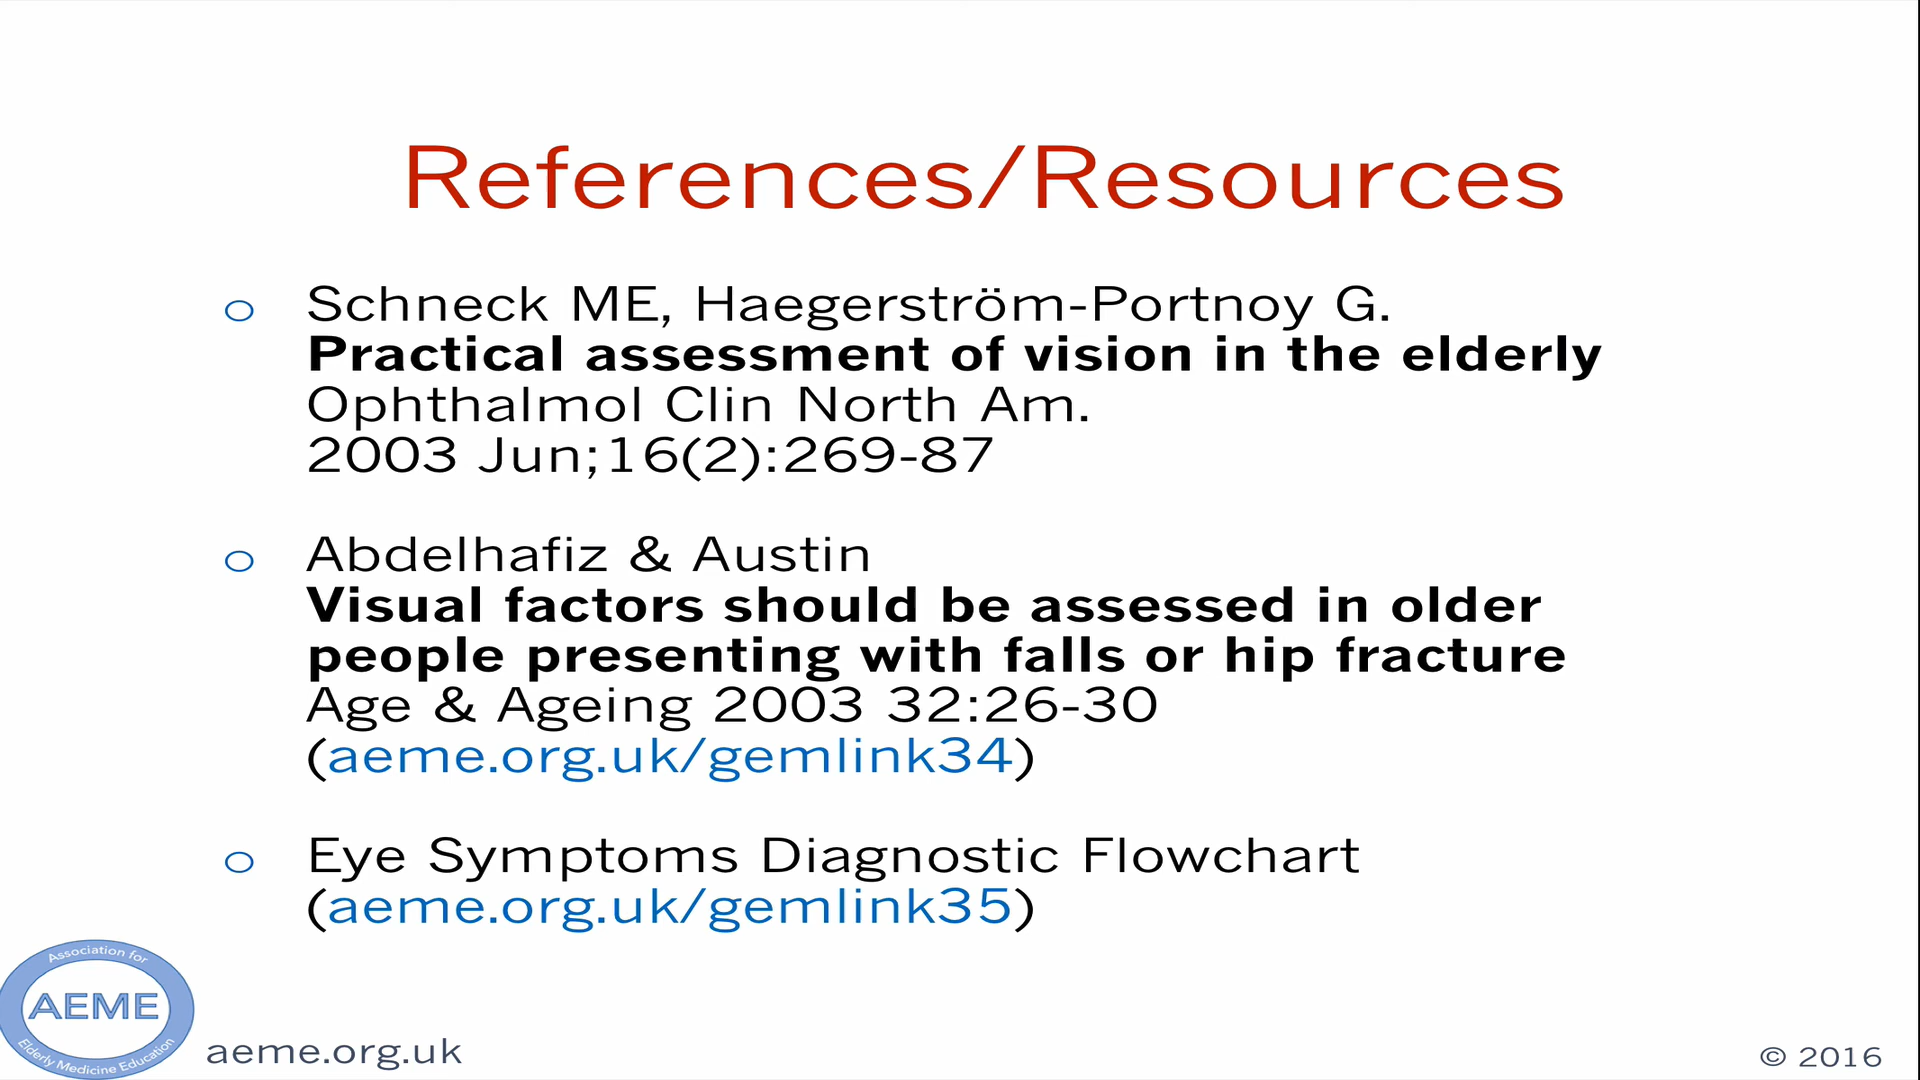 References/Resources
o Schneck ME, Haegerström-Portnoy G.
Practical assessment of vision in the elderly
Ophthalmol Clin North Am.
2003 Jun;16(2):269-87
o Abdelhafiz & Austin
Visual factors should be assessed in older
people presenting with falls or hip fracture
Age & Ageing 2003 32:26-30
(aeme.org.uk/gemlink34)
o Eye Symptoms Diagnostic Flowchart
(aeme.org.uk/gemlink35)
Association for
AEME
Elderly Medicine Education
aeme.org.uk
© 2016